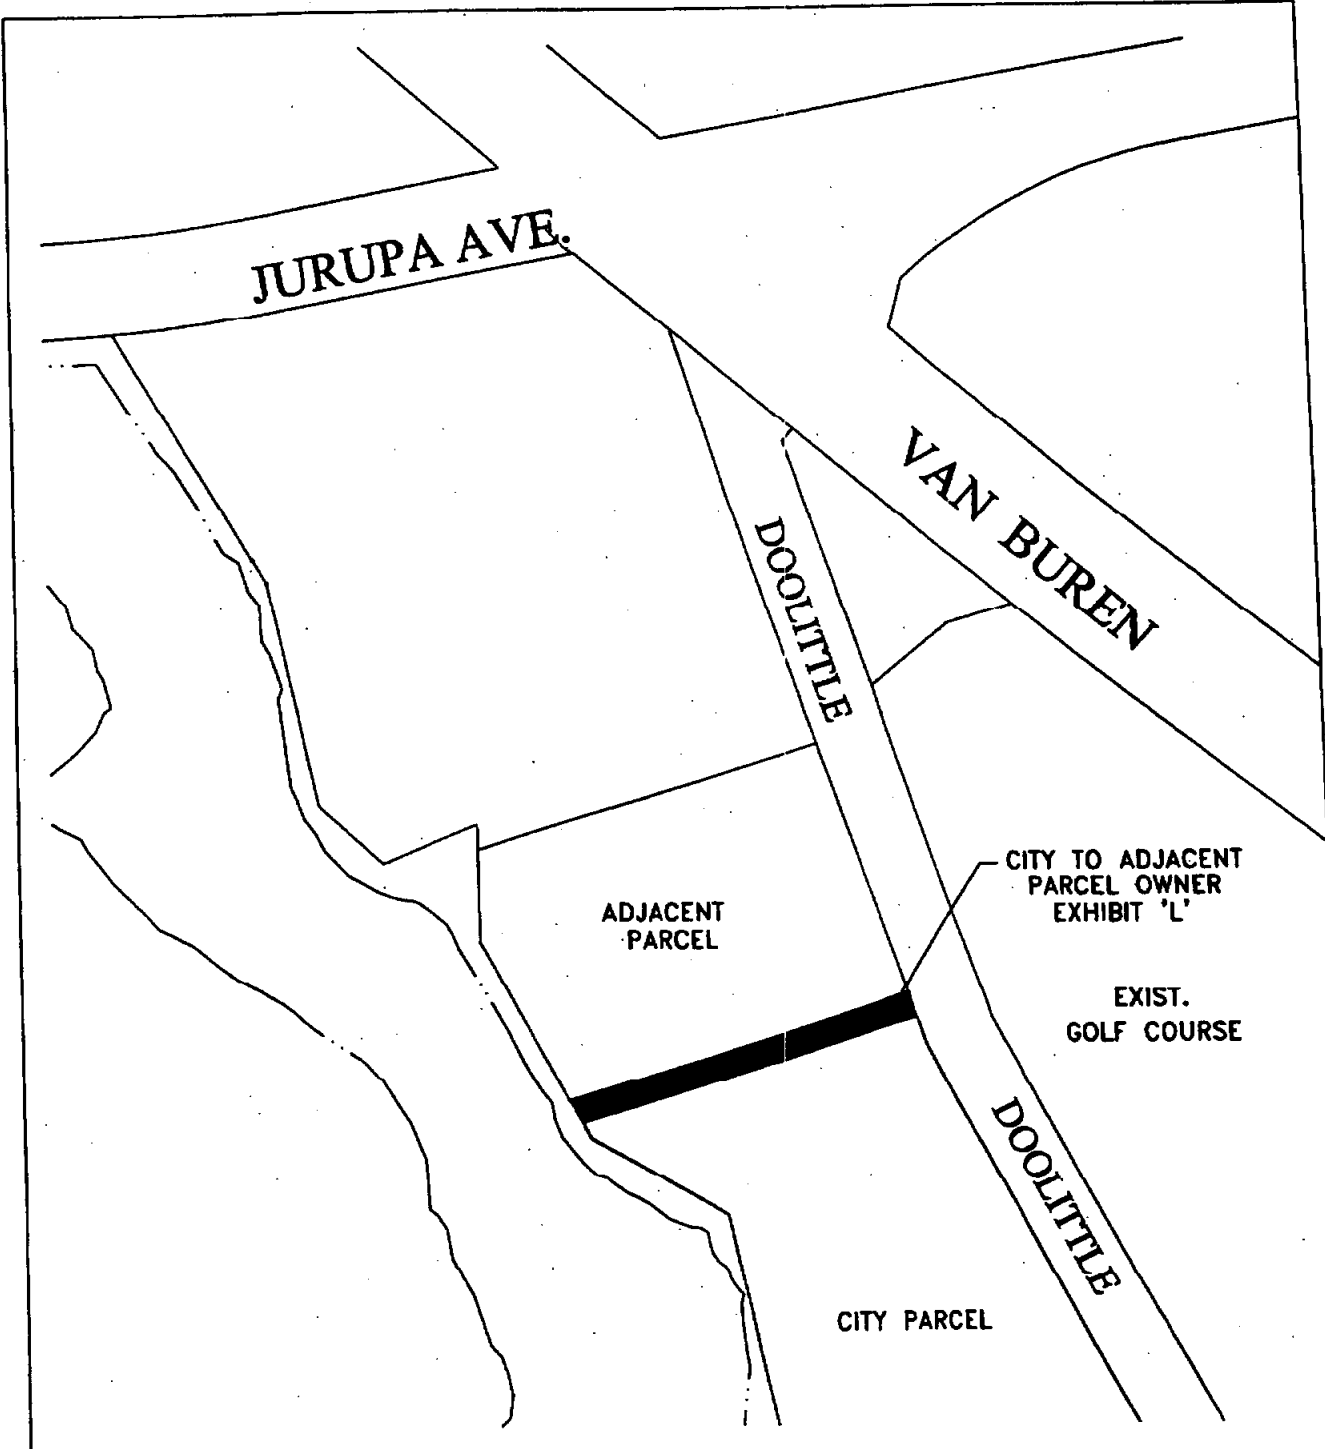 JURUPA AVE.
VAN BUREN
DOOLITTLE
CITY TO ADJACENT
PARCEL OWNER
EXHIBIT 'L'
ADJACENT
PARCEL
EXIST.
GOLF COURSE
DOOLITTLE
CITY PARCEL